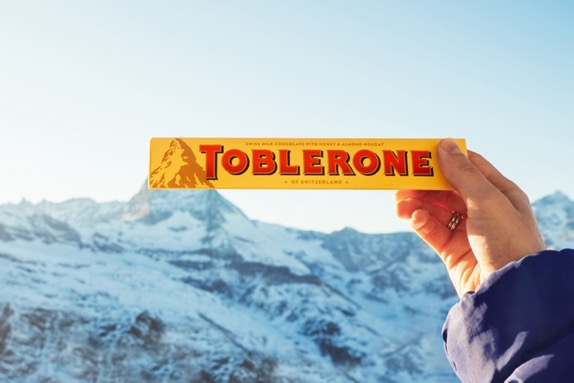 SWISS MILK CHOCOLATE WITH HONEY & ALMOND NOUGAT
TOBLERONE
OF SWITZERLAND